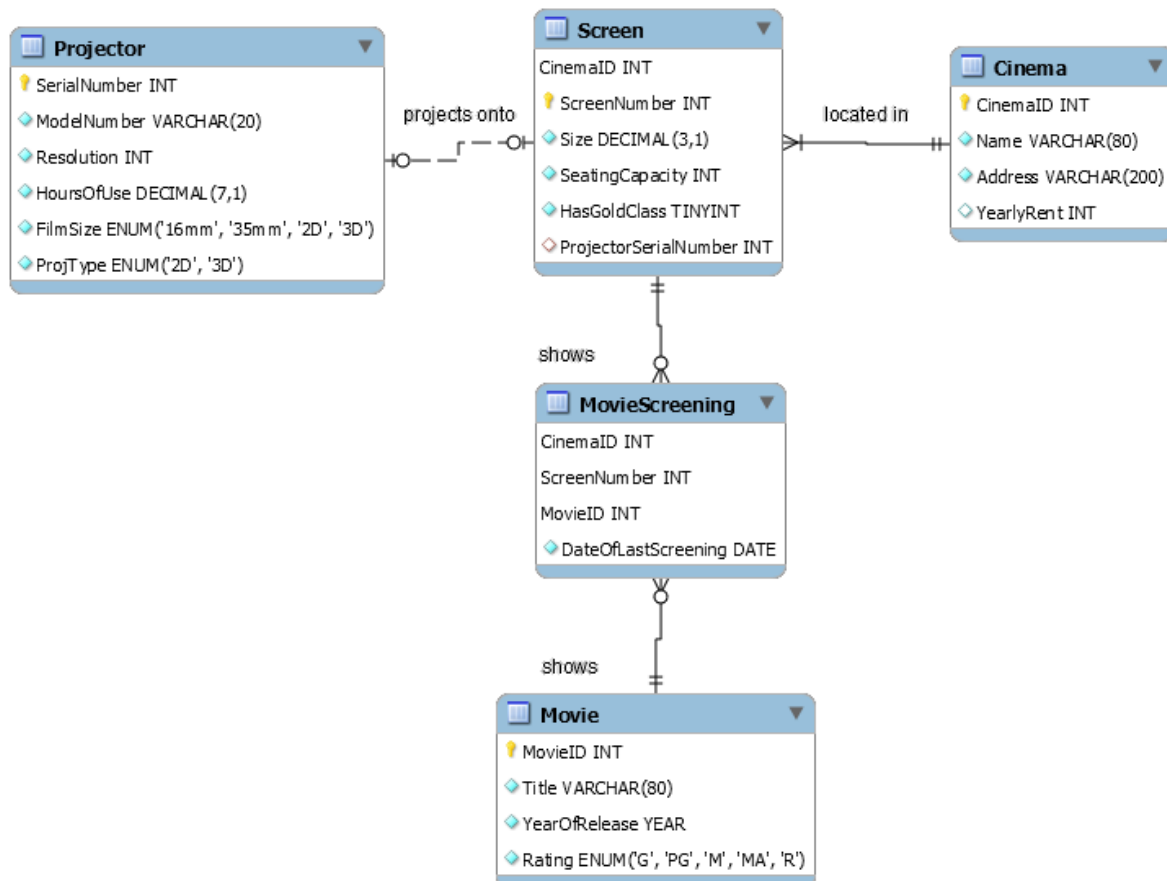 Projector
SerialNumber INT
ModelNumber VARCHAR(20)
Resolution INT
HoursOfUse DECIMAL(7,1)
FilmSize ENUM('16mm', '35mm', '2D', '3D')
ProjType ENUM('2D', '3D')
projects onto
Screen
CinemaID INT
ScreenNumber INT
Size DECIMAL(3,1)
SeatingCapacity INT
HasGoldClass TINYINT
ProjectorSerialNumber INT
located in
Cinema
CinemaID INT
Name VARCHAR(80)
Address VARCHAR(200)
YearlyRent INT
shows
MovieScreening
CinemaID INT
ScreenNumber INT
MovieID INT
DateOfLastScreening DATE
shows
Movie
MovieID INT
Title VARCHAR(80)
YearOfRelease YEAR
Rating ENUM('G', 'PG', 'M', 'MA', 'R')